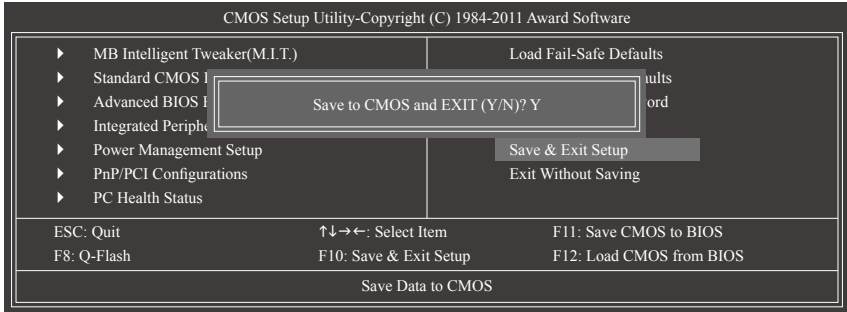 CMOS Setup Utility-Copyright (C) 1984-2011 Award Software
MB Intelligent Tweaker(M.I.T.)
Standard CMOS
Advanced BIOS
Integrated
Power Management Setup
PnP/PCI Configurations
PC Health Status
Load Fail-Safe Defaults
Save & Exit Setup
Exit Without Saving
Save to CMOS and EXIT (Y/N)? Y
ESC: Quit
↑↓→←: Select Item
F11: Save CMOS to BIOS
F8: Q-Flash
F10: Save & Exit Setup
F12: Load CMOS from BIOS
Save Data to CMOS